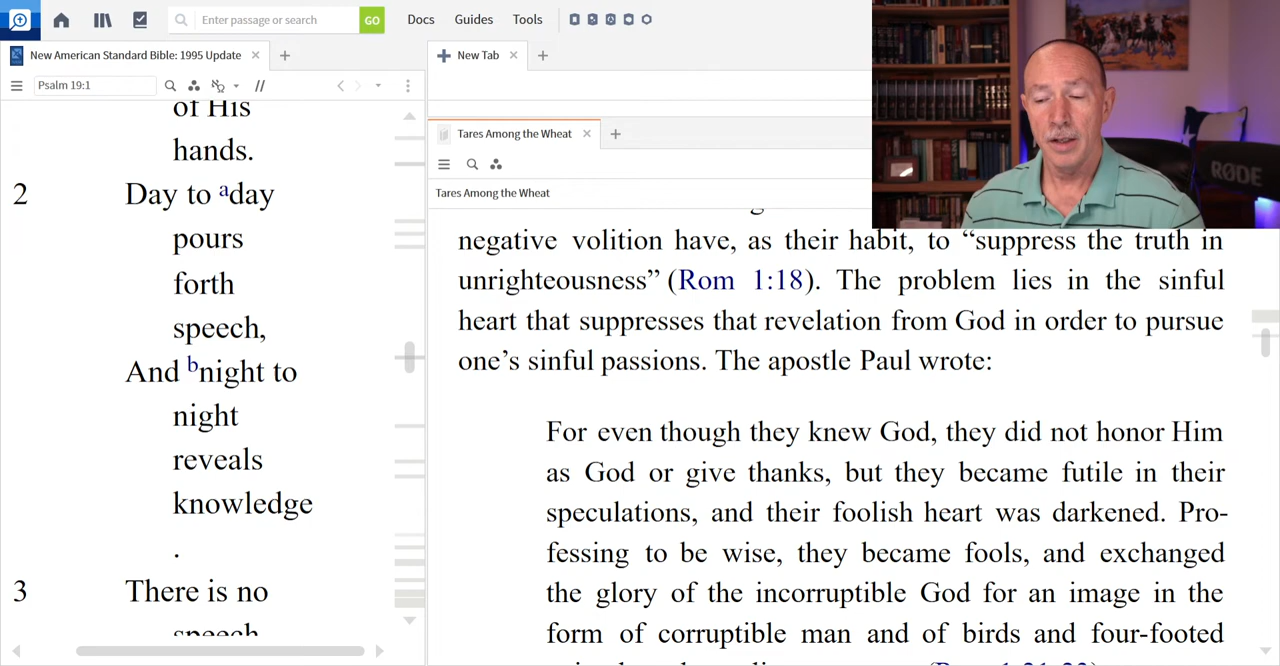 Enter passage or search
GO
Docs
Guides
Tools
New American Standard Bible: 1995 Update
New Tab
Psalm 19:1
of His
hands.
2 Day to aday
pours
forth
speech,
And bnight to
night
reveals
knowledge
.
3 There is no
speech
Tares Among the Wheat
Tares Among the Wheat
negative volition have, as their habit, to “suppress the truth in
unrighteousness” (Rom 1:18). The problem lies in the sinful
heart that suppresses that revelation from God in order to pursue
one’s sinful passions. The apostle Paul wrote:
For even though they knew God, they did not honor Him
as God or give thanks, but they became futile in their
speculations, and their foolish heart was darkened. Pro-
fessing to be wise, they became fools, and exchanged
the glory of the incorruptible God for an image in the
form of corruptible man and of birds and four-footed
RØDE